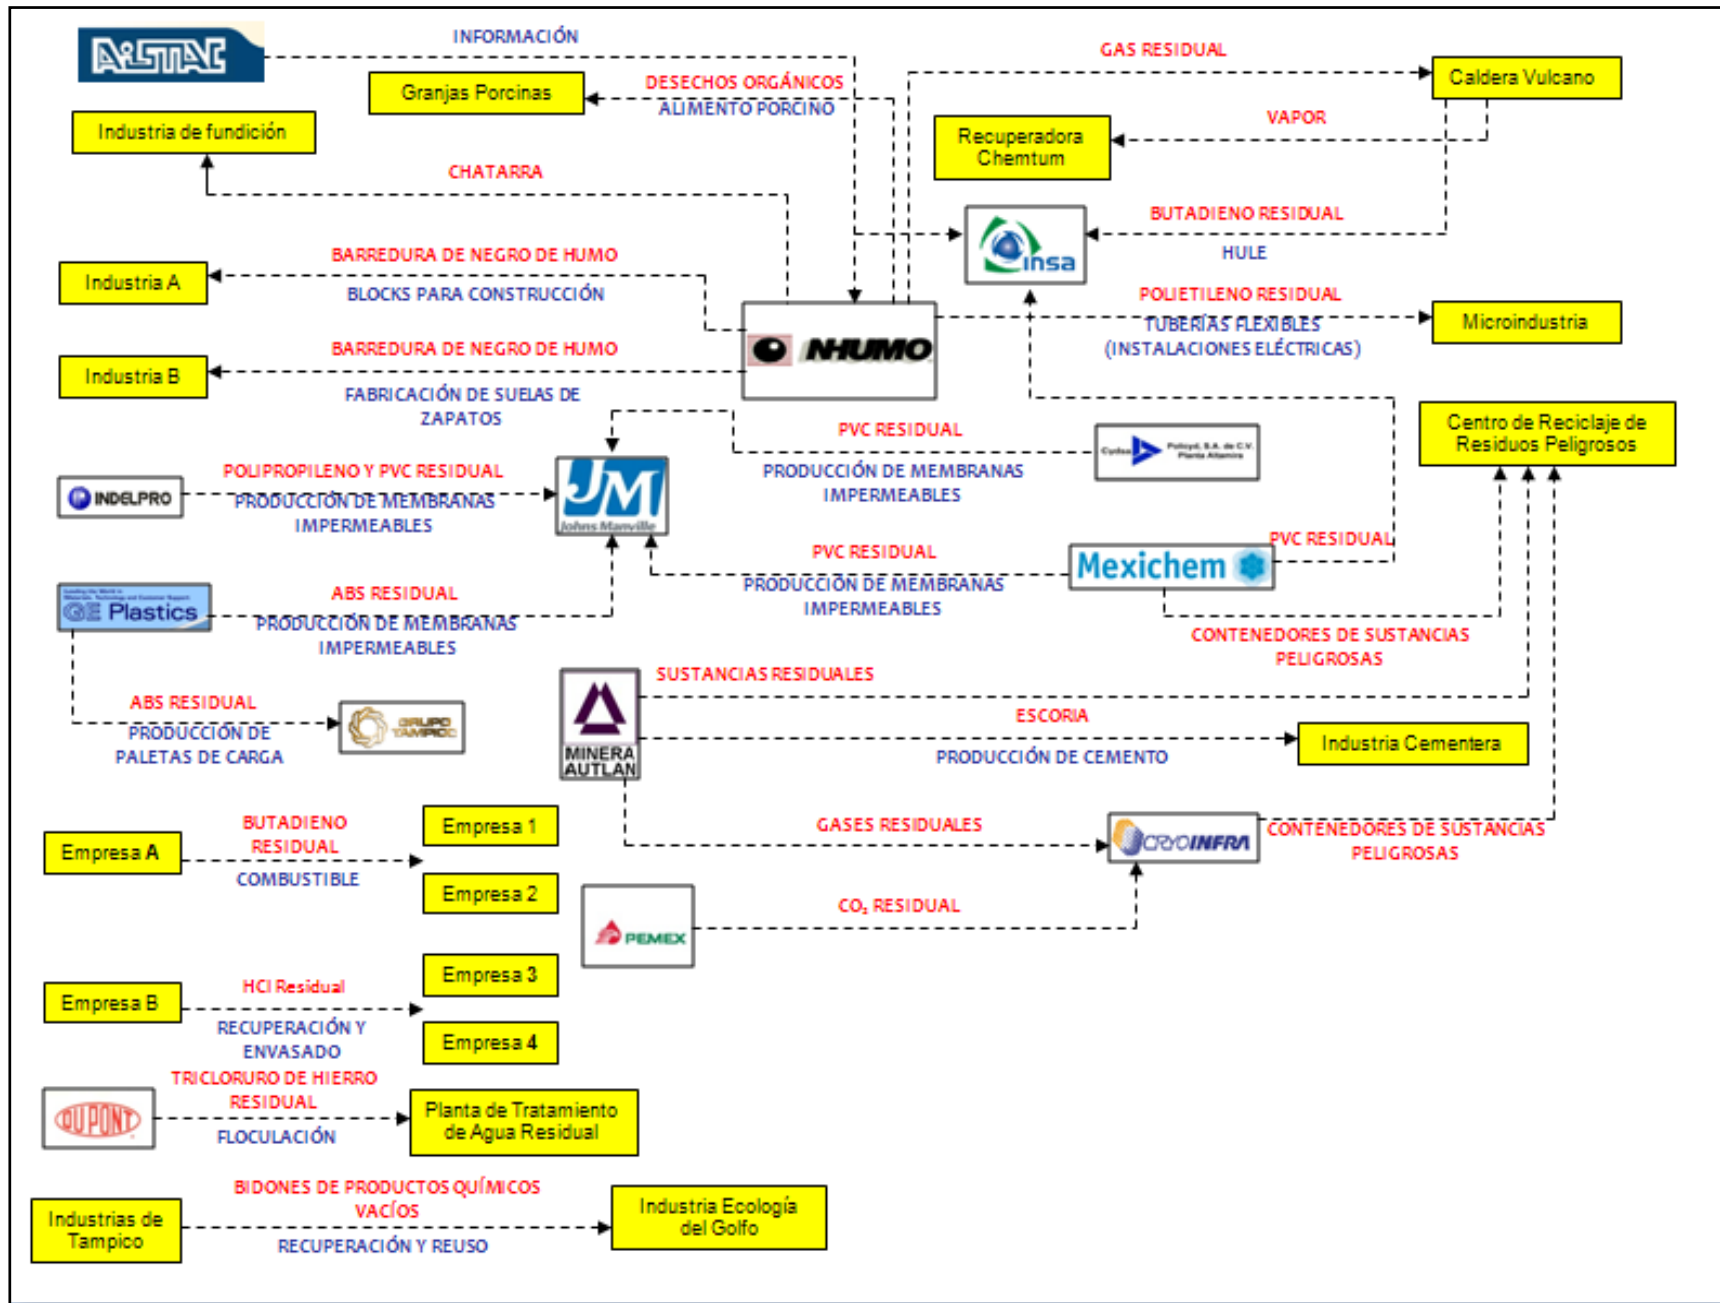 AISTAC
INFORMACIÓN
GAS RESIDUAL
Caldera Vulcano
Granjas Porcinas
DESECHOS ORGÁNICOS
ALIMENTO PORCINO
Industria de fundición
VAPOR
Recuperadora
Chemtum
CHATARRA
insa
BUTADIENO RESIDUAL
HULE
Industria A
BARREDURA DE NEGRO DE HUMO
BLOCKS PARA CONSTRUCCIÓN
POLIETILENO RESIDUAL
TUBERÍAS FLEXIBLES
(INSTALACIONES ELÉCTRICAS)
Microindustria
NHUMO
Industria B
BARREDURA DE NEGRO DE HUMO
FABRICACIÓN DE SUELAS DE
ZAPATOS
PVC RESIDUAL
PRODUCCIÓN DE MEMBRANAS
IMPERMEABLES
Cydsa
Policyd, S.A. de C.V.
Planta Altamira
Centro de Reciclaje de
Residuos Peligrosos
INDELPRO
POLIPROPILENO Y PVC RESIDUAL
PRODUCCIÓN DE MEMBRANAS
IMPERMEABLES
JM
Johns Manville
PVC RESIDUAL
PRODUCCIÓN DE MEMBRANAS
IMPERMEABLES
Mexichem
PVC RESIDUAL
GE Plastics
ABS RESIDUAL
PRODUCCIÓN DE MEMBRANAS
IMPERMEABLES
CONTENEDORES DE SUSTANCIAS
PELIGROSAS
ABS RESIDUAL
PRODUCCIÓN DE
PALETAS DE CARGA
GRUPO
TAMPICO
MINERA
AUTLAN
SUSTANCIAS RESIDUALES
ESCORIA
PRODUCCIÓN DE CEMENTO
Industria Cementera
GASES RESIDUALES
CRYOINFRA
CONTENEDORES DE SUSTANCIAS
PELIGROSAS
Empresa A
BUTADIENO
RESIDUAL
COMBUSTIBLE
Empresa 1
Empresa 2
PEMEX
CO₂ RESIDUAL
Empresa B
HCl Residual
RECUPERACIÓN Y
ENVASADO
Empresa 3
Empresa 4
DUPONT
TRICLORURO DE HIERRO
RESIDUAL
FLOCULACIÓN
Planta de Tratamiento
de Agua Residual
Industrias de
Tampico
BIDONES DE PRODUCTOS QUÍMICOS
VACÍOS
RECUPERACIÓN Y REUSO
Industria Ecología
del Golfo